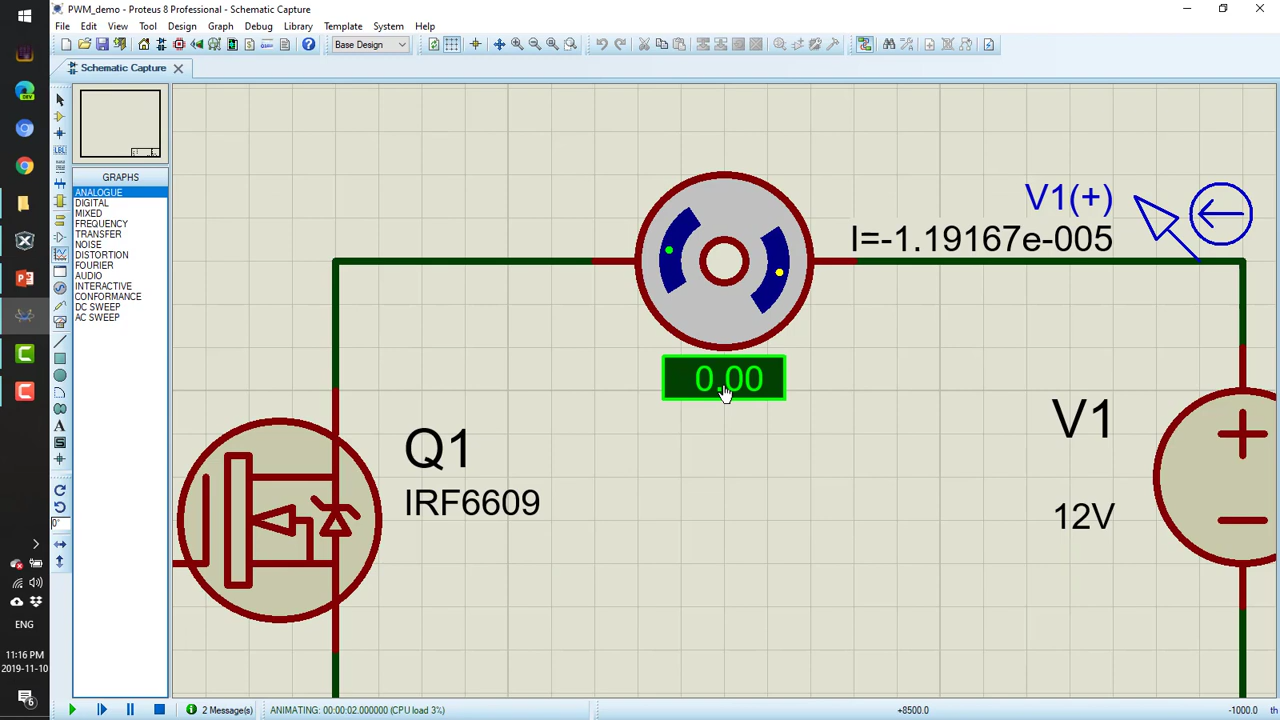 PWM_demo - Proteus 8 Professional - Schematic Capture
File Edit View Tool Design Graph Debug Library Template System Help
Base Design
Schematic Capture
GRAPHS
ANALOGUE
DIGITAL
MIXED
FREQUENCY
TRANSFER
NOISE
DISTORTION
FOURIER
AUDIO
INTERACTIVE
CONFORMANCE
DC SWEEP
AC SWEEP
V1(+)
I=-1.19167e-005
0.00
Q1
IRF6609
V1
12V
0°
ENG
11:16 PM
2019-11-10
6
2 Message(s)
ANIMATING: 00:00:02.000000 (CPU load 3%)
+8500.0
-1000.0
th